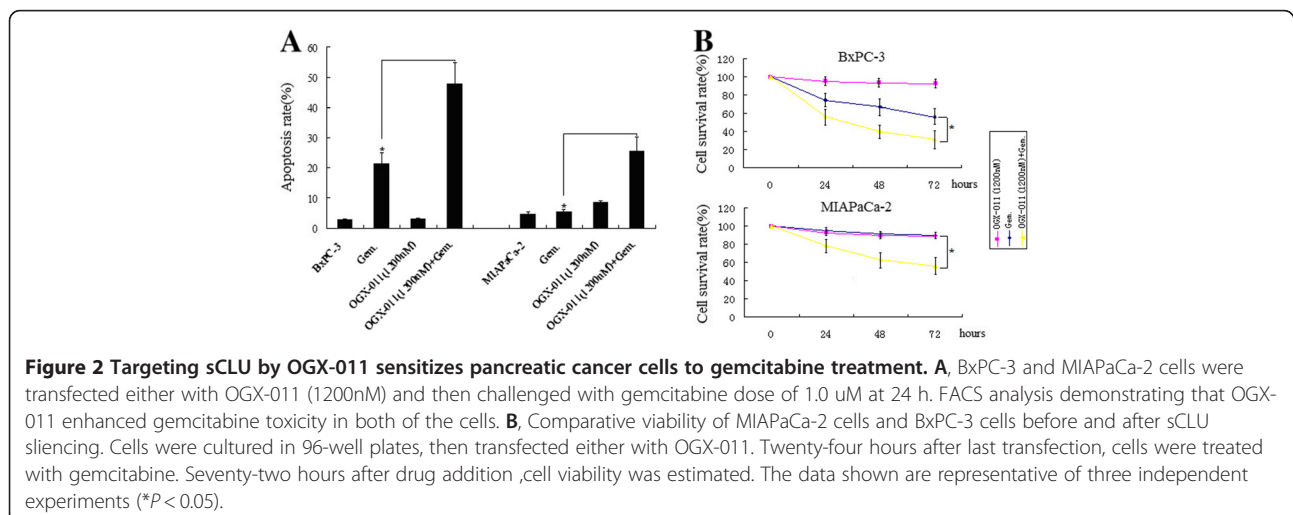 A
B
60
50
40
30
20
10
0
Apoptosis rate(%)
*
*
BxPC-3
Gem.
OGX-011(1200nM)
OGX-011(1200nM)+Gem.
MIAPaCa-2
Gem.
OGX-011(1200nM)
OGX-011(1200nM)+Gem.
BxPC-3
Cell survival rate(%)
120
100
80
60
40
20
0
*
0 24 48 72 hours
MIAPaCa-2
Cell survival rate(%)
120
100
80
60
40
20
0
*
0 24 48 72 hours
OGX-011(1200nM)
Gem.
OGX-011(1200nM)+Gem.
Figure 2 Targeting sCLU by OGX-011 sensitizes pancreatic cancer cells to gemcitabine treatment. A, BxPC-3 and MIAPaCa-2 cells were
transfected either with OGX-011 (1200nM) and then challenged with gemcitabine dose of 1.0 uM at 24 h. FACS analysis demonstrating that OGX-
011 enhanced gemcitabine toxicity in both of the cells. B, Comparative viability of MIAPaCa-2 cells and BxPC-3 cells before and after sCLU
sliencing. Cells were cultured in 96-well plates, then transfected either with OGX-011. Twenty-four hours after last transfection, cells were treated
with gemcitabine. Seventy-two hours after drug addition ,cell viability was estimated. The data shown are representative of three independent
experiments (*P < 0.05).